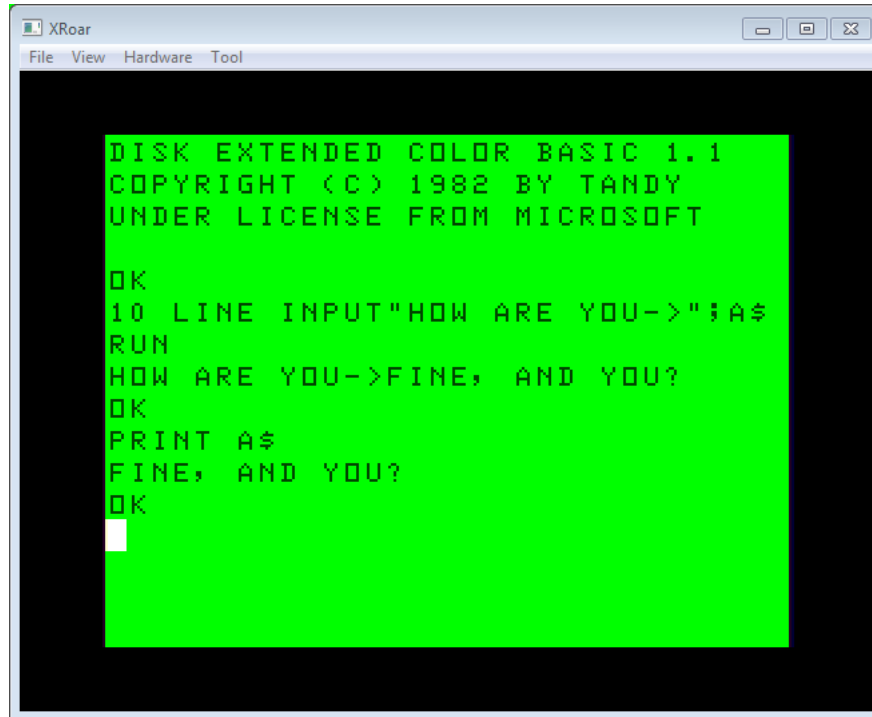 XRoar
File View Hardware Tool
DISK EXTENDED COLOR BASIC 1.1
COPYRIGHT (C) 1982 BY TANDY
UNDER LICENSE FROM MICROSOFT
OK
10 LINE INPUT"HOW ARE YOU->";A$
RUN
HOW ARE YOU->FINE, AND YOU?
OK
PRINT A$
FINE, AND YOU?
OK